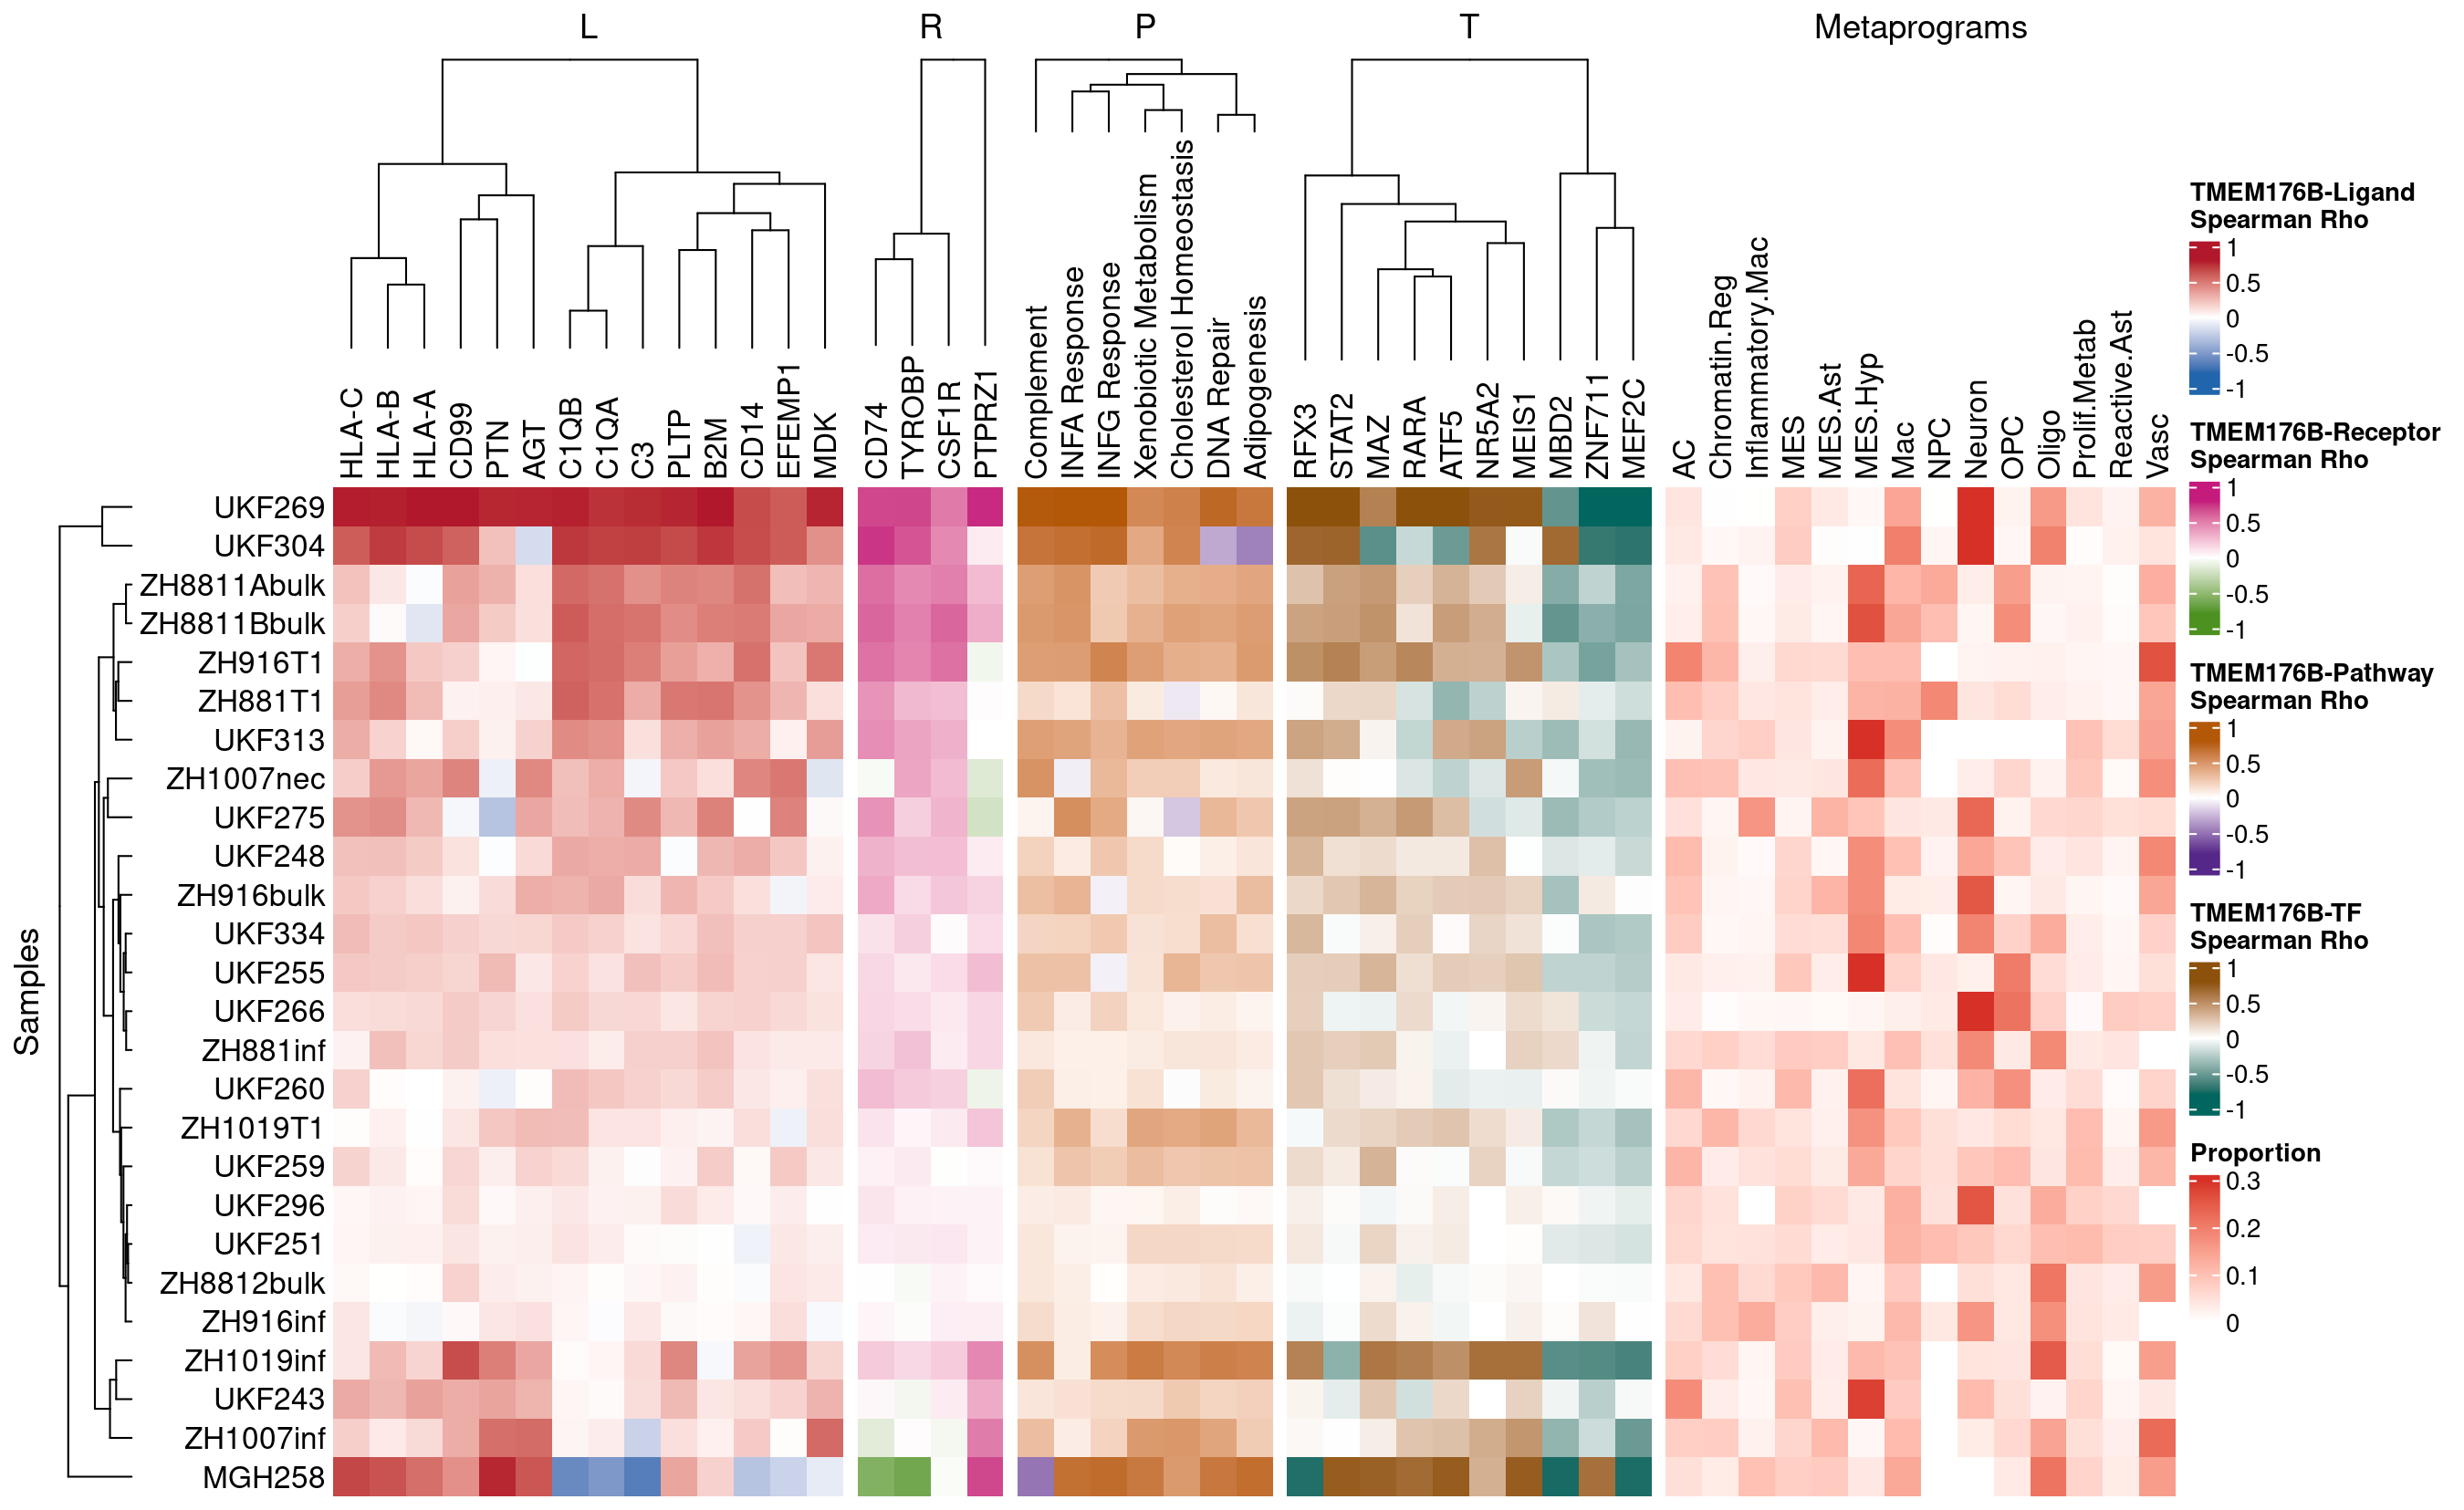 L
R
P
T
Metaprograms
HLA-C
HLA-B
HLA-A
CD99
PTN
AGT
C1QB
C1QA
C3
PLTP
B2M
CD14
EFEMP1
MDK
CD74
TYROBP
CSF1R
PTPRZ1
Complement
INFA Response
INFG Response
Xenobiotic Metabolism
Cholesterol Homeostasis
DNA Repair
Adipogenesis
RFX3
STAT2
MAZ
RARA
ATF5
NR5A2
MEIS1
MBD2
ZNF711
MEF2C
AC
Chromatin.Reg
Inflammatory.Mac
MES
MES.Ast
MES.Hyp
Mac
NPC
Neuron
OPC
Oligo
Prolif.Metab
Reactive.Ast
Vasc
Samples
UKF269
UKF304
ZH8811Abulk
ZH8811Bbulk
ZH916T1
ZH881T1
UKF313
ZH1007nec
UKF275
UKF248
ZH916bulk
UKF334
UKF255
UKF266
ZH881inf
UKF260
ZH1019T1
UKF259
UKF296
UKF251
ZH8812bulk
ZH916inf
ZH1019inf
UKF243
ZH1007inf
MGH258
TMEM176B-Ligand
Spearman Rho
1
0.5
0
-0.5
-1
TMEM176B-Receptor
Spearman Rho
1
0.5
0
-0.5
-1
TMEM176B-Pathway
Spearman Rho
1
0.5
0
-0.5
-1
TMEM176B-TF
Spearman Rho
1
0.5
0
-0.5
-1
Proportion
0.3
0.2
0.1
0